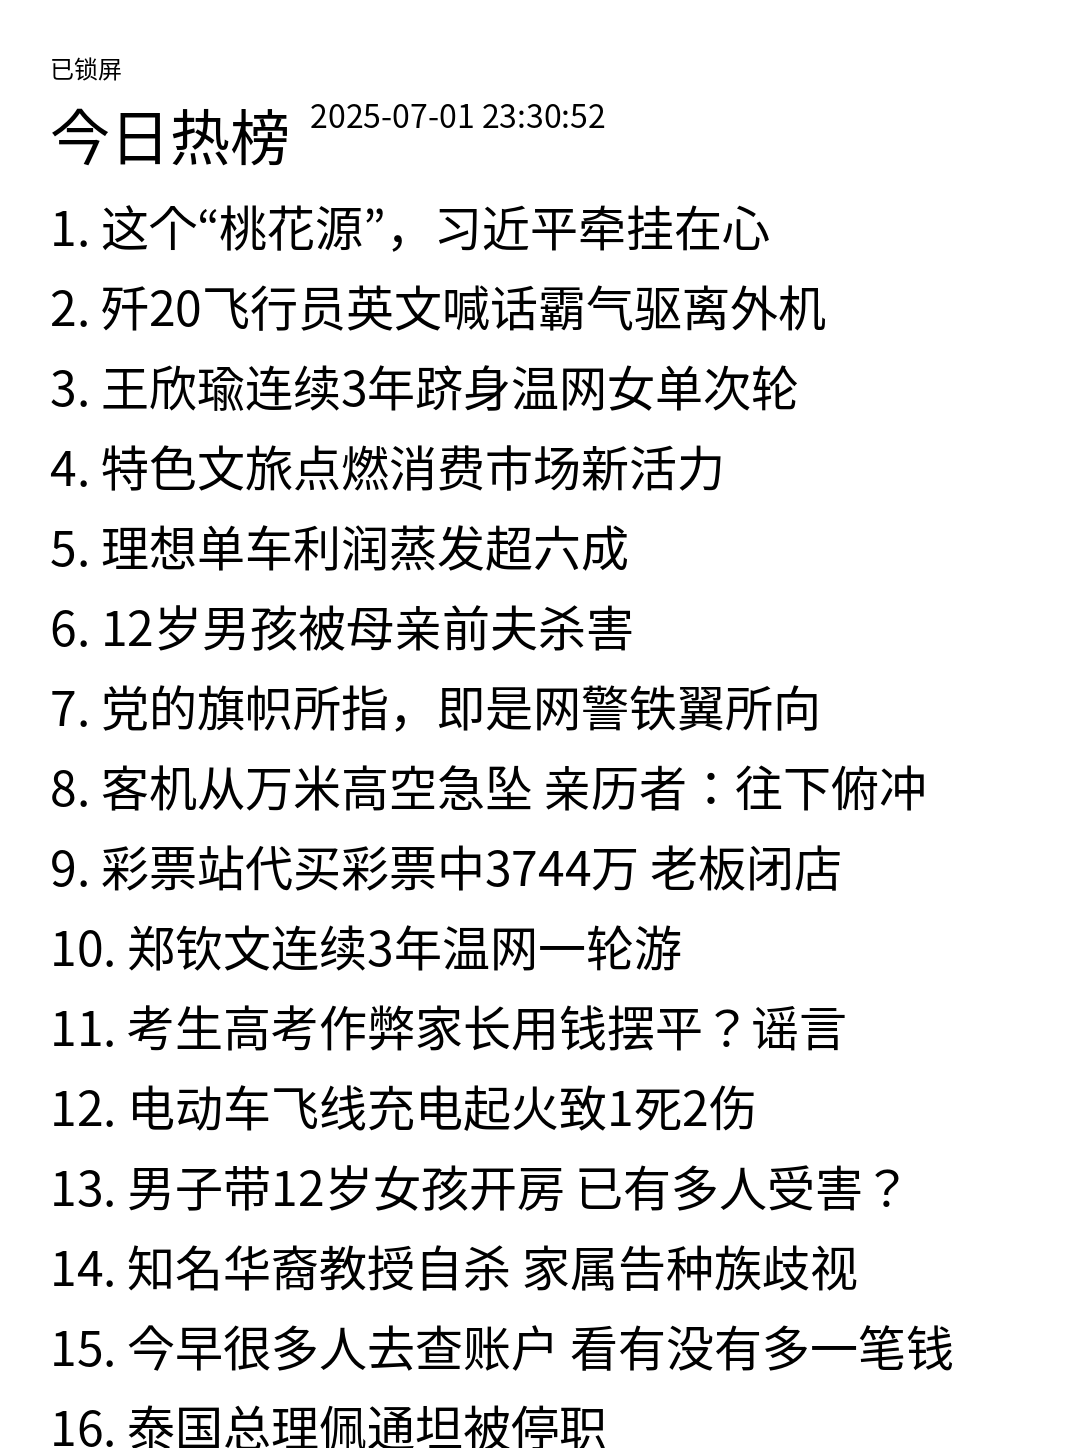 已锁屏
今日热榜 2025-07-01 23:30:52
1. 这个“桃花源”，习近平牵挂在心
2. 歼20飞行员英文喊话霸气驱离外机
3. 王欣瑜连续3年跻身温网女单次轮
4. 特色文旅点燃消费市场新活力
5. 理想单车利润蒸发超六成
6. 12岁男孩被母亲前夫杀害
7. 党的旗帜所指，即是网警铁翼所向
8. 客机从万米高空急坠 亲历者：往下俯冲
9. 彩票站代买彩票中3744万 老板闭店
10. 郑钦文连续3年温网一轮游
11. 考生高考作弊家长用钱摆平？谣言
12. 电动车飞线充电起火致1死2伤
13. 男子带12岁女孩开房 已有多人受害？
14. 知名华裔教授自杀 家属告种族歧视
15. 今早很多人去查账户 看有没有多一笔钱
16. 泰国总理佩通坦被停职